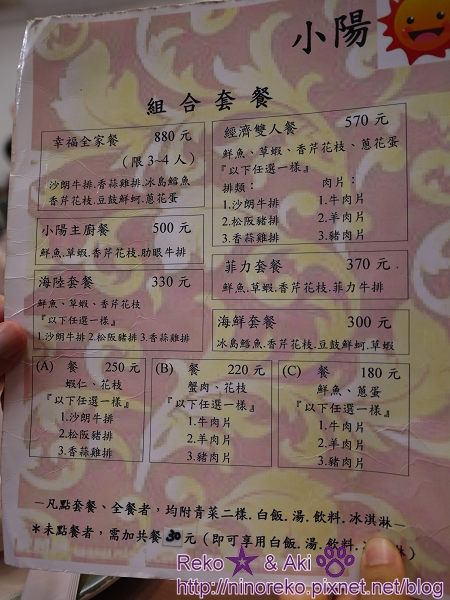 小陽
組合套餐
幸福全家餐 880元
(限3~4人)
沙朗牛排.香蒜雞排.冰島鱈魚
香芹花枝.豆鼓鮮蚵.蔥花蛋
經濟雙人餐 570元
鮮魚、草蝦、香芹花枝、蔥花蛋
『以下任選一樣』
排類： 肉片：
1.沙朗牛排 1.牛肉片
2.松阪豬排 2.羊肉片
3.香蒜雞排 3.豬肉片
小陽主廚餐 500元
鮮魚.草蝦.香芹花枝.肋眼牛排
海陸套餐 330元
鮮魚、草蝦、香芹花枝
『以下任選一樣』
1.沙朗牛排 2.松阪豬排 3.香蒜雞排
菲力套餐 370元
鮮魚.草蝦.香芹花枝.菲力牛排
海鮮套餐 300元
冰島鱈魚.香芹花枝.豆鼓鮮蚵.草蝦
(A) 餐 250元
蝦仁、花枝
『以下任選一樣』
1.沙朗牛排
2.松阪豬排
3.香蒜雞排
(B) 餐 220元
蟹肉、花枝
『以下任選一樣』
1.牛肉片
2.羊肉片
3.豬肉片
(C) 餐 180元
鮮魚、蔥蛋
『以下任選一樣』
1.牛肉片
2.羊肉片
3.豬肉片
—凡點套餐、全餐者，均附青菜二樣.白飯.湯.飲料.冰淇淋—
*未點餐者，需加共餐30元(即可享用白飯.湯.飲料.淋)
Reko★ & Aki
http://ninoreko.pixnet.net/blog